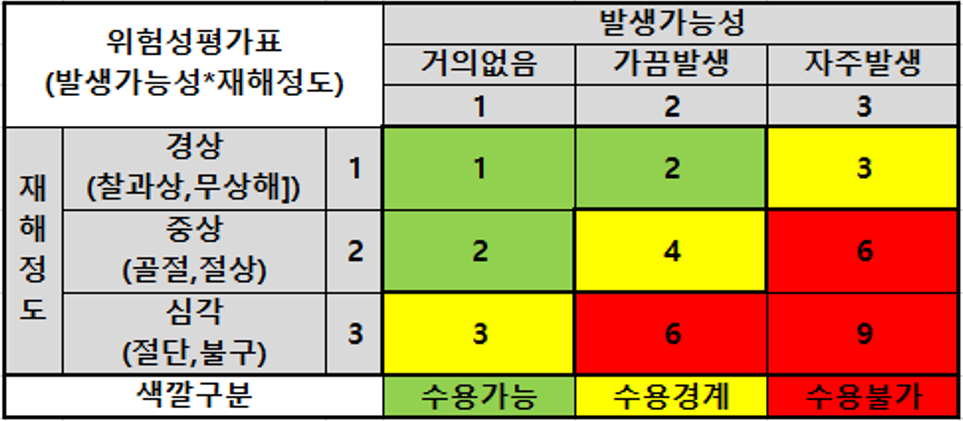 위험성평가표
(발생가능성*재해정도)
발생가능성
거의없음 가끔발생 자주발생
1 2 3
재해정도
경상
(찰과상,무상해])
1 1 2 3
중상
(골절,절상)
2 2 4 6
심각
(절단,불구)
3 3 6 9
색깔구분 수용가능 수용경계 수용불가